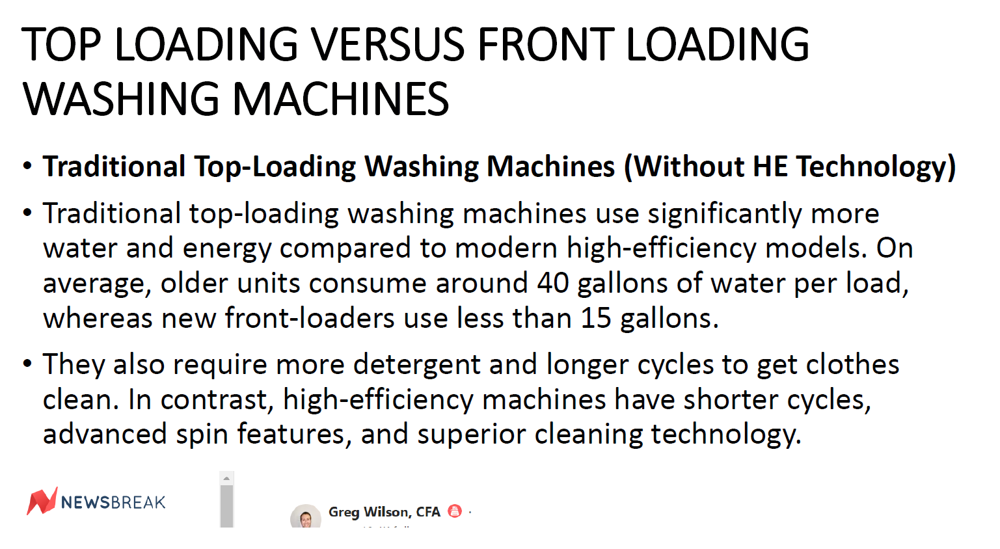 TOP LOADING VERSUS FRONT LOADING
WASHING MACHINES
• Traditional Top-Loading Washing Machines (Without HE Technology)
• Traditional top-loading washing machines use significantly more
water and energy compared to modern high-efficiency models. On
average, older units consume around 40 gallons of water per load,
whereas new front-loaders use less than 15 gallons.
• They also require more detergent and longer cycles to get clothes
clean. In contrast, high-efficiency machines have shorter cycles,
advanced spin features, and superior cleaning technology.
NEWSBREAK
Greg Wilson, CFA ·